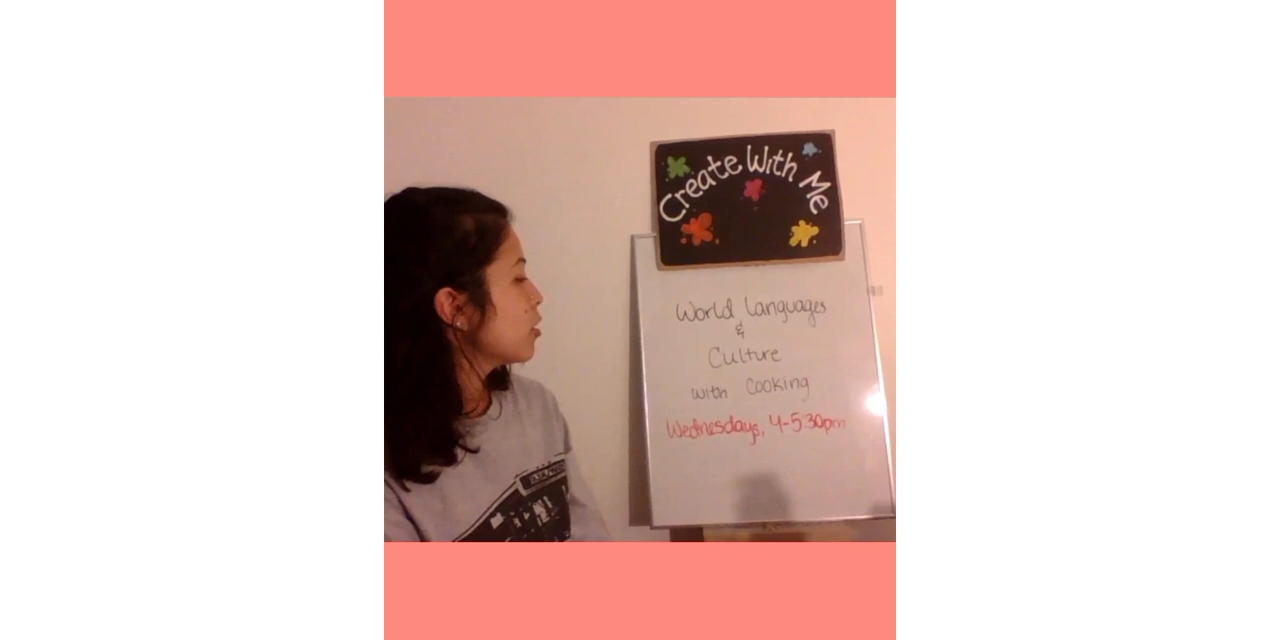 Create With Me
World Languages
&
Culture
with Cooking
Wednesdays, 4-5:30pm